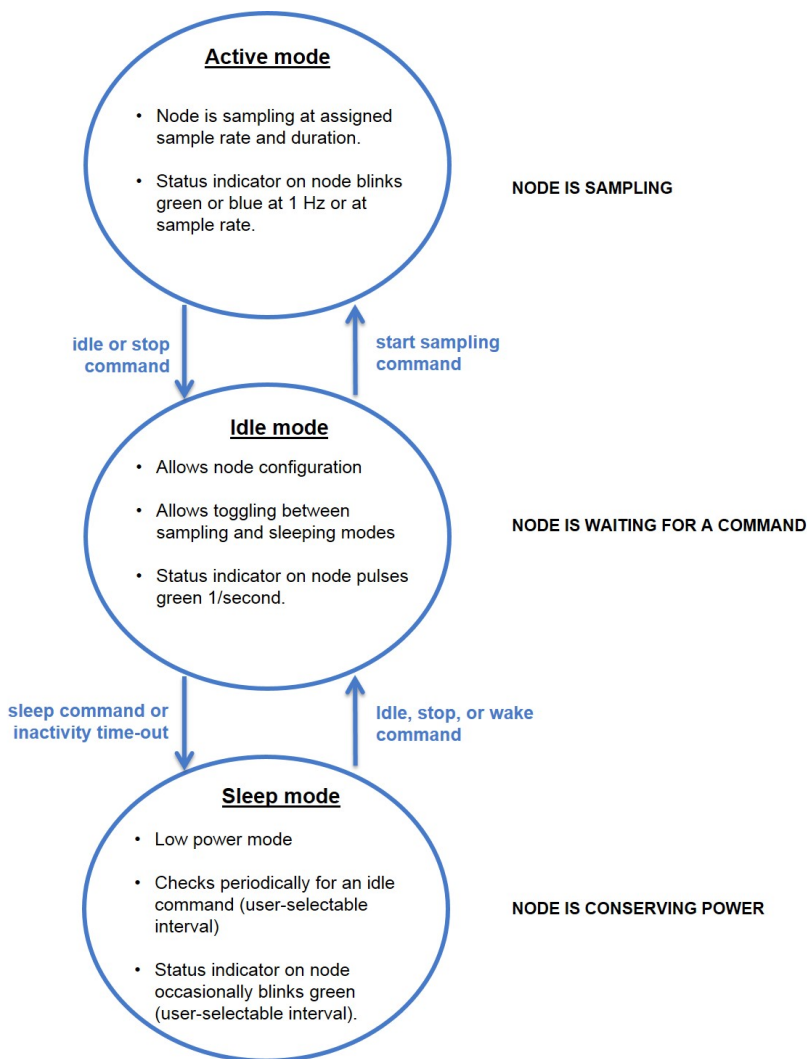 Active mode
• Node is sampling at assigned
sample rate and duration.
• Status indicator on node blinks
green or blue at 1 Hz or at
sample rate.
NODE IS SAMPLING
idle or stop
command
start sampling
command
Idle mode
• Allows node configuration
• Allows toggling between
sampling and sleeping modes
• Status indicator on node pulses
green 1/second.
NODE IS WAITING FOR A COMMAND
sleep command or
inactivity time-out
Idle, stop, or wake
command
Sleep mode
• Low power mode
• Checks periodically for an idle
command (user-selectable
interval)
• Status indicator on node
occasionally blinks green
(user-selectable interval).
NODE IS CONSERVING POWER